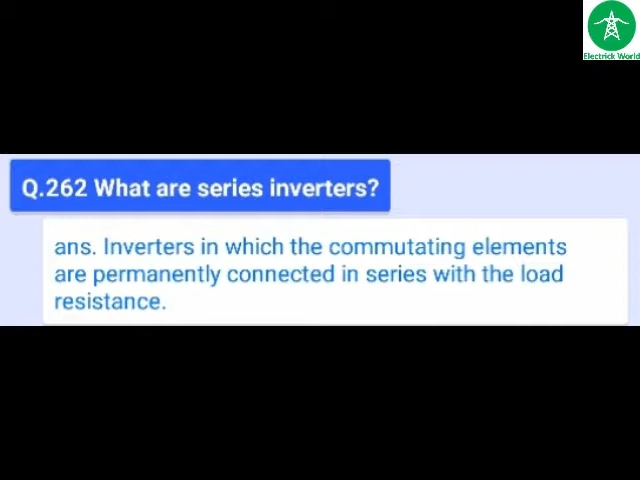 Electrick World
Q.262 What are series inverters?
ans. Inverters in which the commutating elements
are permanently connected in series with the load
resistance.